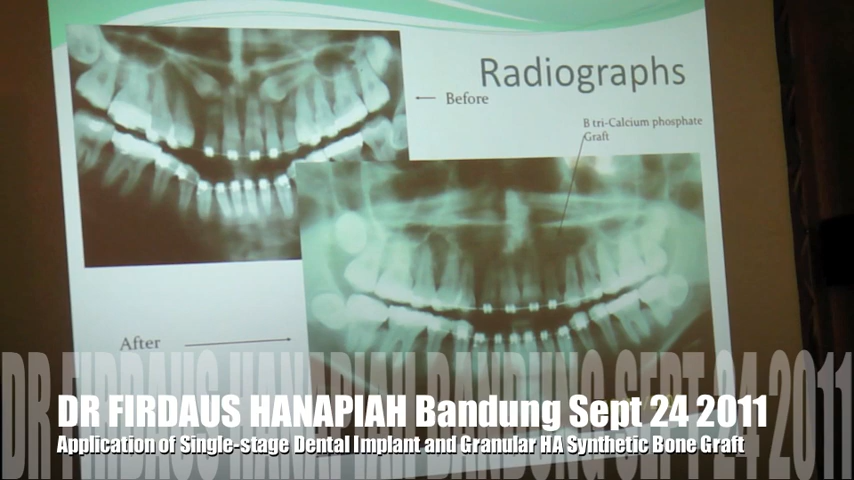 Radiographs
Before
B tri-Calcium phosphate
Graft
After
DR FIRDAUS HANAPIAH BANDUNG SEPT 24 2011
DR FIRDAUS HANAPIAH Bandung Sept 24 2011
Application of Single-stage Dental Implant and Granular HA Synthetic Bone Graft